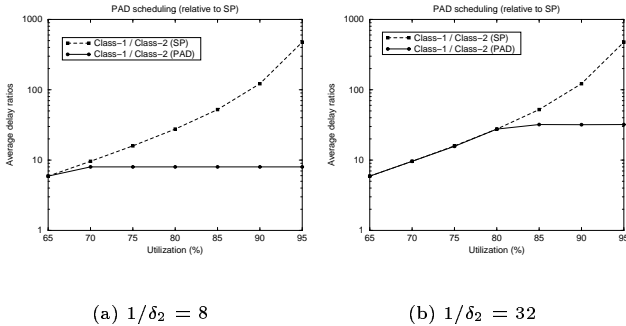 PAD scheduling (relative to SP)
1000
100
10
1
Average delay ratios
Class-1 / Class-2 (SP)
Class-1 / Class-2 (PAD)
65 70 75 80 85 90 95
Utilization (%)
(a) 1/δ₂ = 8
PAD scheduling (relative to SP)
1000
100
10
1
Average delay ratios
Class-1 / Class-2 (SP)
Class-1 / Class-2 (PAD)
65 70 75 80 85 90 95
Utilization (%)
(b) 1/δ₂ = 32